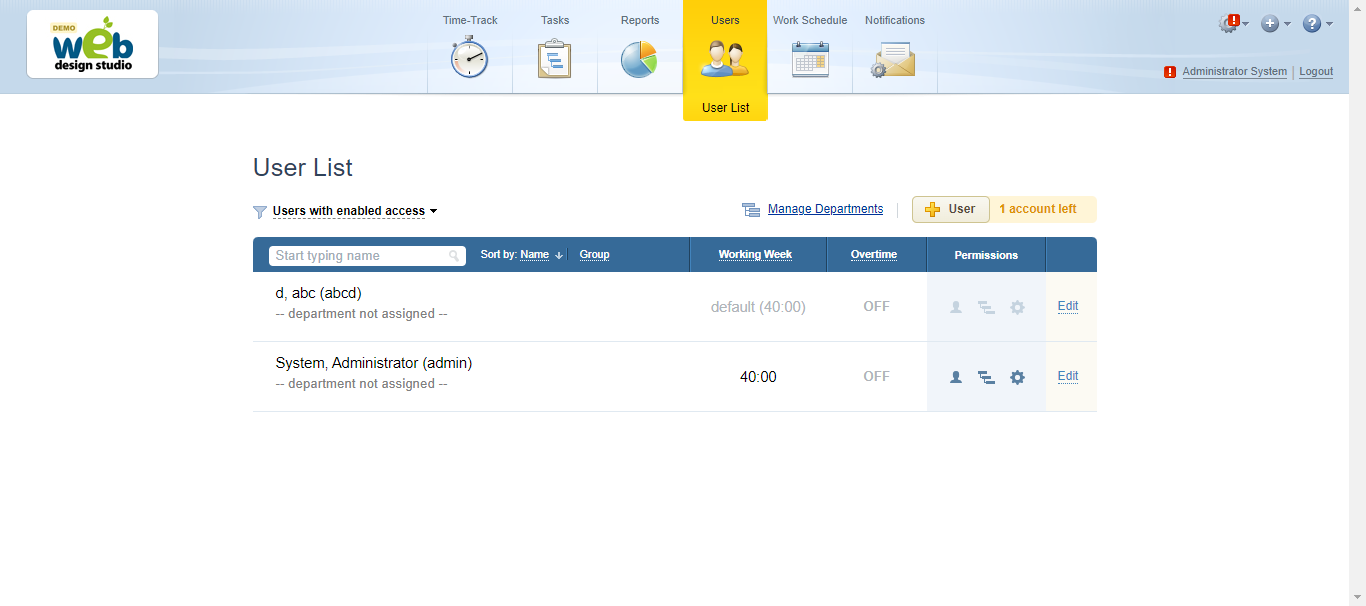 DEMO
web
design studio
Time-Track
Tasks
Reports
Users
Work Schedule
Notifications
User List
Administrator System | Logout
User List
Users with enabled access
Manage Departments
User
1 account left
Start typing name
Sort by: Name ↓
Group
Working Week
Overtime
Permissions
d, abc (abcd)
-- department not assigned --
default (40:00)
OFF
Edit
System, Administrator (admin)
-- department not assigned --
40:00
OFF
Edit